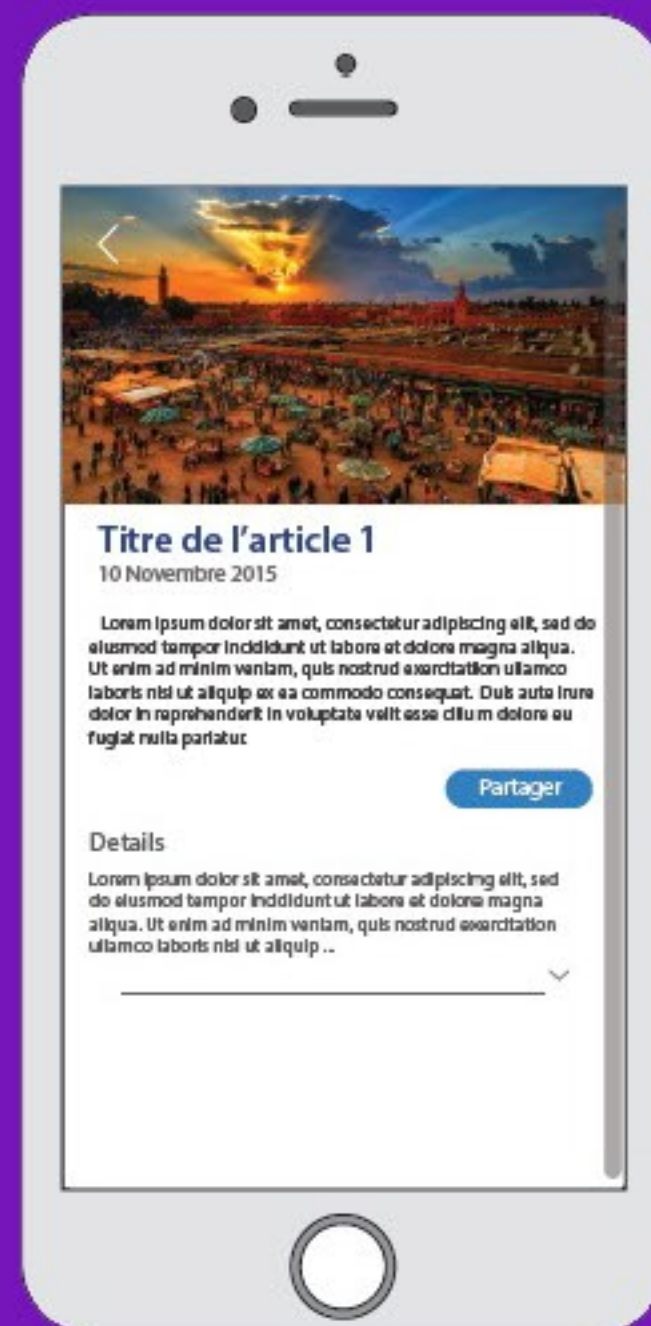 Titre de l'article 1
10 Novembre 2015
Lorem ipsum dolor sit amet, consectetur adipiscing elit, sed do
eiusmod tempor incididunt ut labore et dolore magna aliqua.
Ut enim ad minim veniam, quis nostrud exercitation ullamco
laboris nisi ut aliquip ex ea commodo consequat. Duis aute irure
dolor in reprehenderit in voluptate velit esse cillum dolore eu
fugiat nulla pariatur.
Partager
Details
Lorem ipsum dolor sit amet, consectetur adipiscing elit, sed
do eiusmod tempor incididunt ut labore et dolore magna
aliqua. Ut enim ad minim veniam, quis nostrud exercitation
ullamco laboris nisi ut aliquip ...